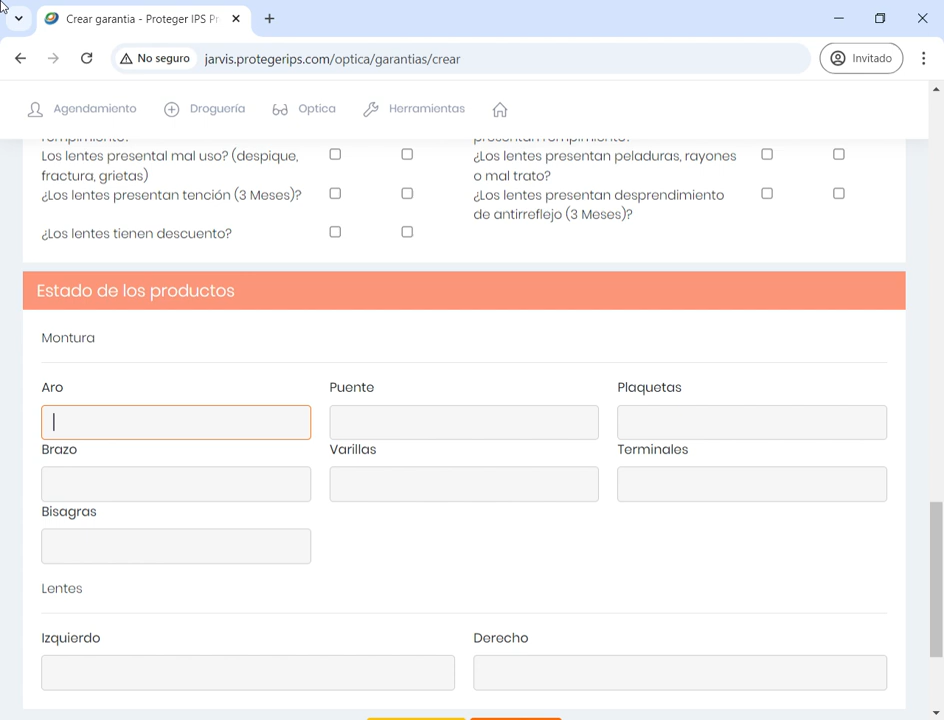 Crear garantia - Proteger IPS Pr
No seguro
jarvis.protegerips.com/optica/garantias/crear
Invitado
Agendamiento
Droguería
Optica
Herramientas
Los lentes presental mal uso? (despique,
fractura, grietas)
¿Los lentes presentan peladuras, rayones
o mal trato?
¿Los lentes presentan tención (3 Meses)?
¿Los lentes presentan desprendimiento
de antirreflejo (3 Meses)?
¿Los lentes tienen descuento?
Estado de los productos
Montura
Aro
Puente
Plaquetas
Brazo
Varillas
Terminales
Bisagras
Lentes
Izquierdo
Derecho